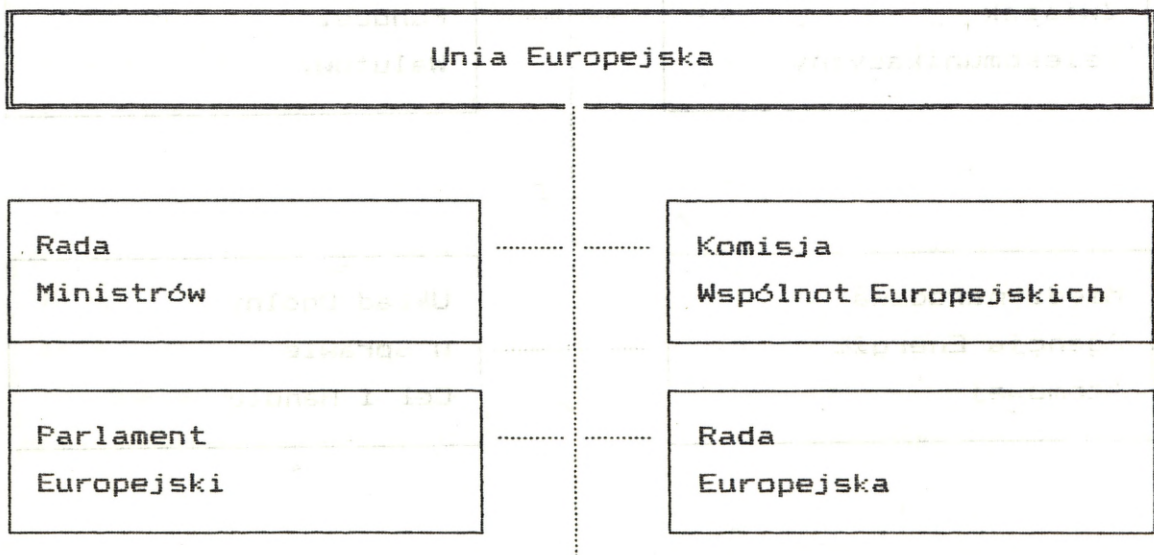 Unia Europejska
Rada
Ministrów
Komisja
Wspólnot Europejskich
Parlament
Europejski
Rada
Europejska